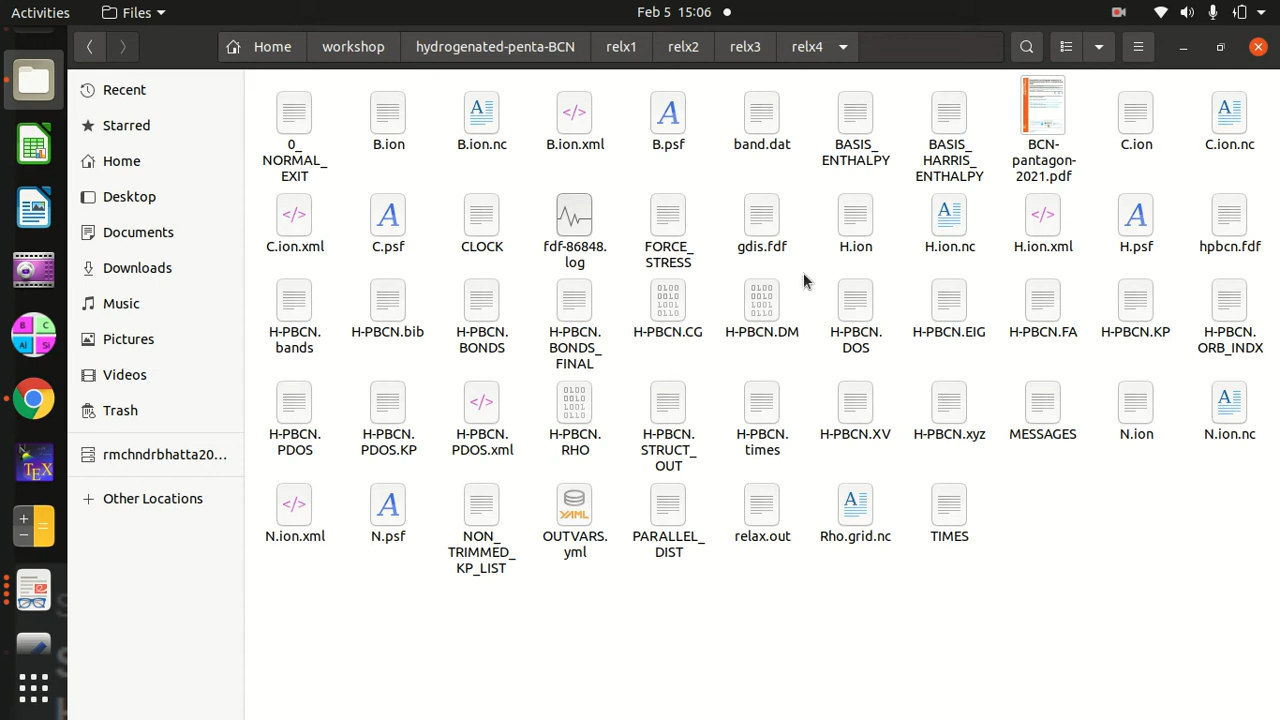 Activities
Files
Feb 5 15:06
Home
workshop
hydrogenated-penta-BCN
relx1
relx2
relx3
relx4
Recent
Starred
Home
Desktop
Documents
Downloads
Music
Pictures
Videos
Trash
rmchndrbhatta20...
Other Locations
0_
NORMAL_
EXIT
B.ion
B.ion.nc
B.ion.xml
B.psf
band.dat
BASIS_
ENTHALPY
BASIS_
HARRIS_
ENTHALPY
BCN-
pantagon-
2021.pdf
C.ion
C.ion.nc
C.ion.xml
C.psf
CLOCK
fdf-86848.
log
FORCE_
STRESS
gdis.fdf
H.ion
H.ion.nc
H.ion.xml
H.psf
hpbcn.fdf
H-PBCN.
bands
H-PBCN.bib
H-PBCN.
BONDS
H-PBCN.
BONDS_
FINAL
H-PBCN.CG
H-PBCN.DM
H-PBCN.
DOS
H-PBCN.EIG
H-PBCN.FA
H-PBCN.KP
H-PBCN.
ORB_INDX
H-PBCN.
PDOS
H-PBCN.
PDOS.KP
H-PBCN.
PDOS.xml
H-PBCN.
RHO
H-PBCN.
STRUCT_
OUT
H-PBCN.
times
H-PBCN.XV
H-PBCN.xyz
MESSAGES
N.ion
N.ion.nc
N.ion.xml
N.psf
NON_
TRIMMED_
KP_LIST
OUTVARS.
yml
PARALLEL_
DIST
relax.out
Rho.grid.nc
TIMES